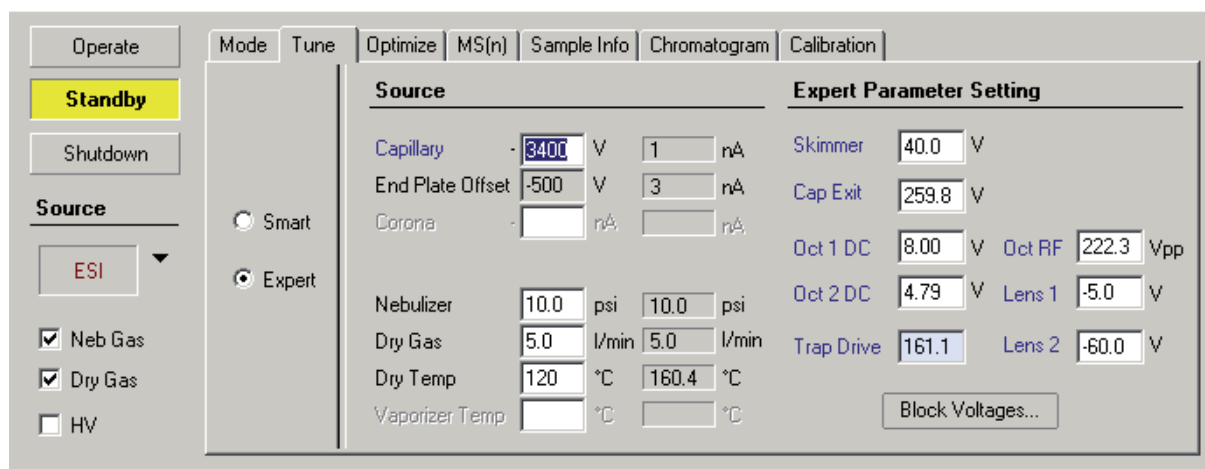 Operate
Standby
Shutdown
Source
ESI
Neb Gas
Dry Gas
HV
Mode Tune Optimize MS(n) Sample Info Chromatogram Calibration
Smart
Expert
Source
Capillary - 3400 V 1 nA
End Plate Offset -500 V 3 nA
Corona - nA nA
Nebulizer 10.0 psi 10.0 psi
Dry Gas 5.0 l/min 5.0 l/min
Dry Temp 120 °C 160.4 °C
Vaporizer Temp °C °C
Expert Parameter Setting
Skimmer 40.0 V
Cap Exit 259.8 V
Oct 1 DC 8.00 V Oct RF 222.3 Vpp
Oct 2 DC 4.79 V Lens 1 -5.0 V
Trap Drive 161.1 Lens 2 -60.0 V
Block Voltages...